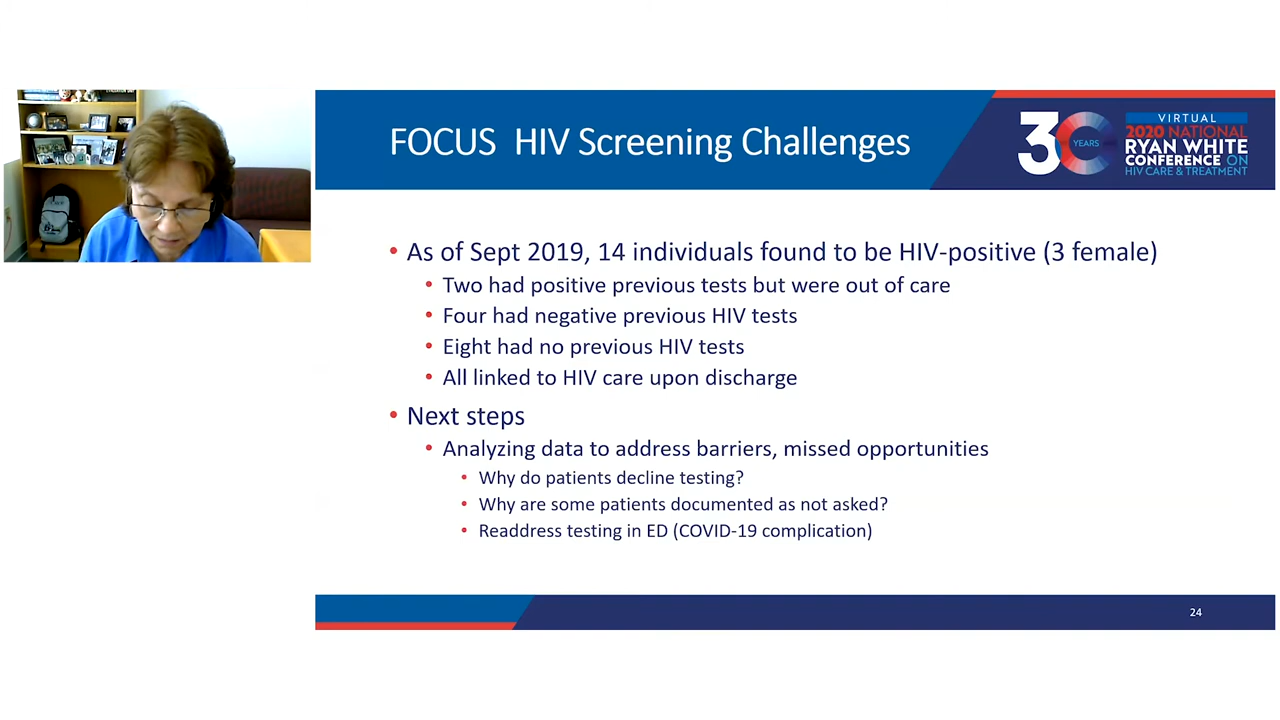 FOCUS HIV Screening Challenges
30 YEARS
VIRTUAL
2020 NATIONAL
RYAN WHITE
CONFERENCE ON
HIV CARE & TREATMENT
• As of Sept 2019, 14 individuals found to be HIV-positive (3 female)
• Two had positive previous tests but were out of care
• Four had negative previous HIV tests
• Eight had no previous HIV tests
• All linked to HIV care upon discharge
• Next steps
• Analyzing data to address barriers, missed opportunities
• Why do patients decline testing?
• Why are some patients documented as not asked?
• Readdress testing in ED (COVID-19 complication)
24